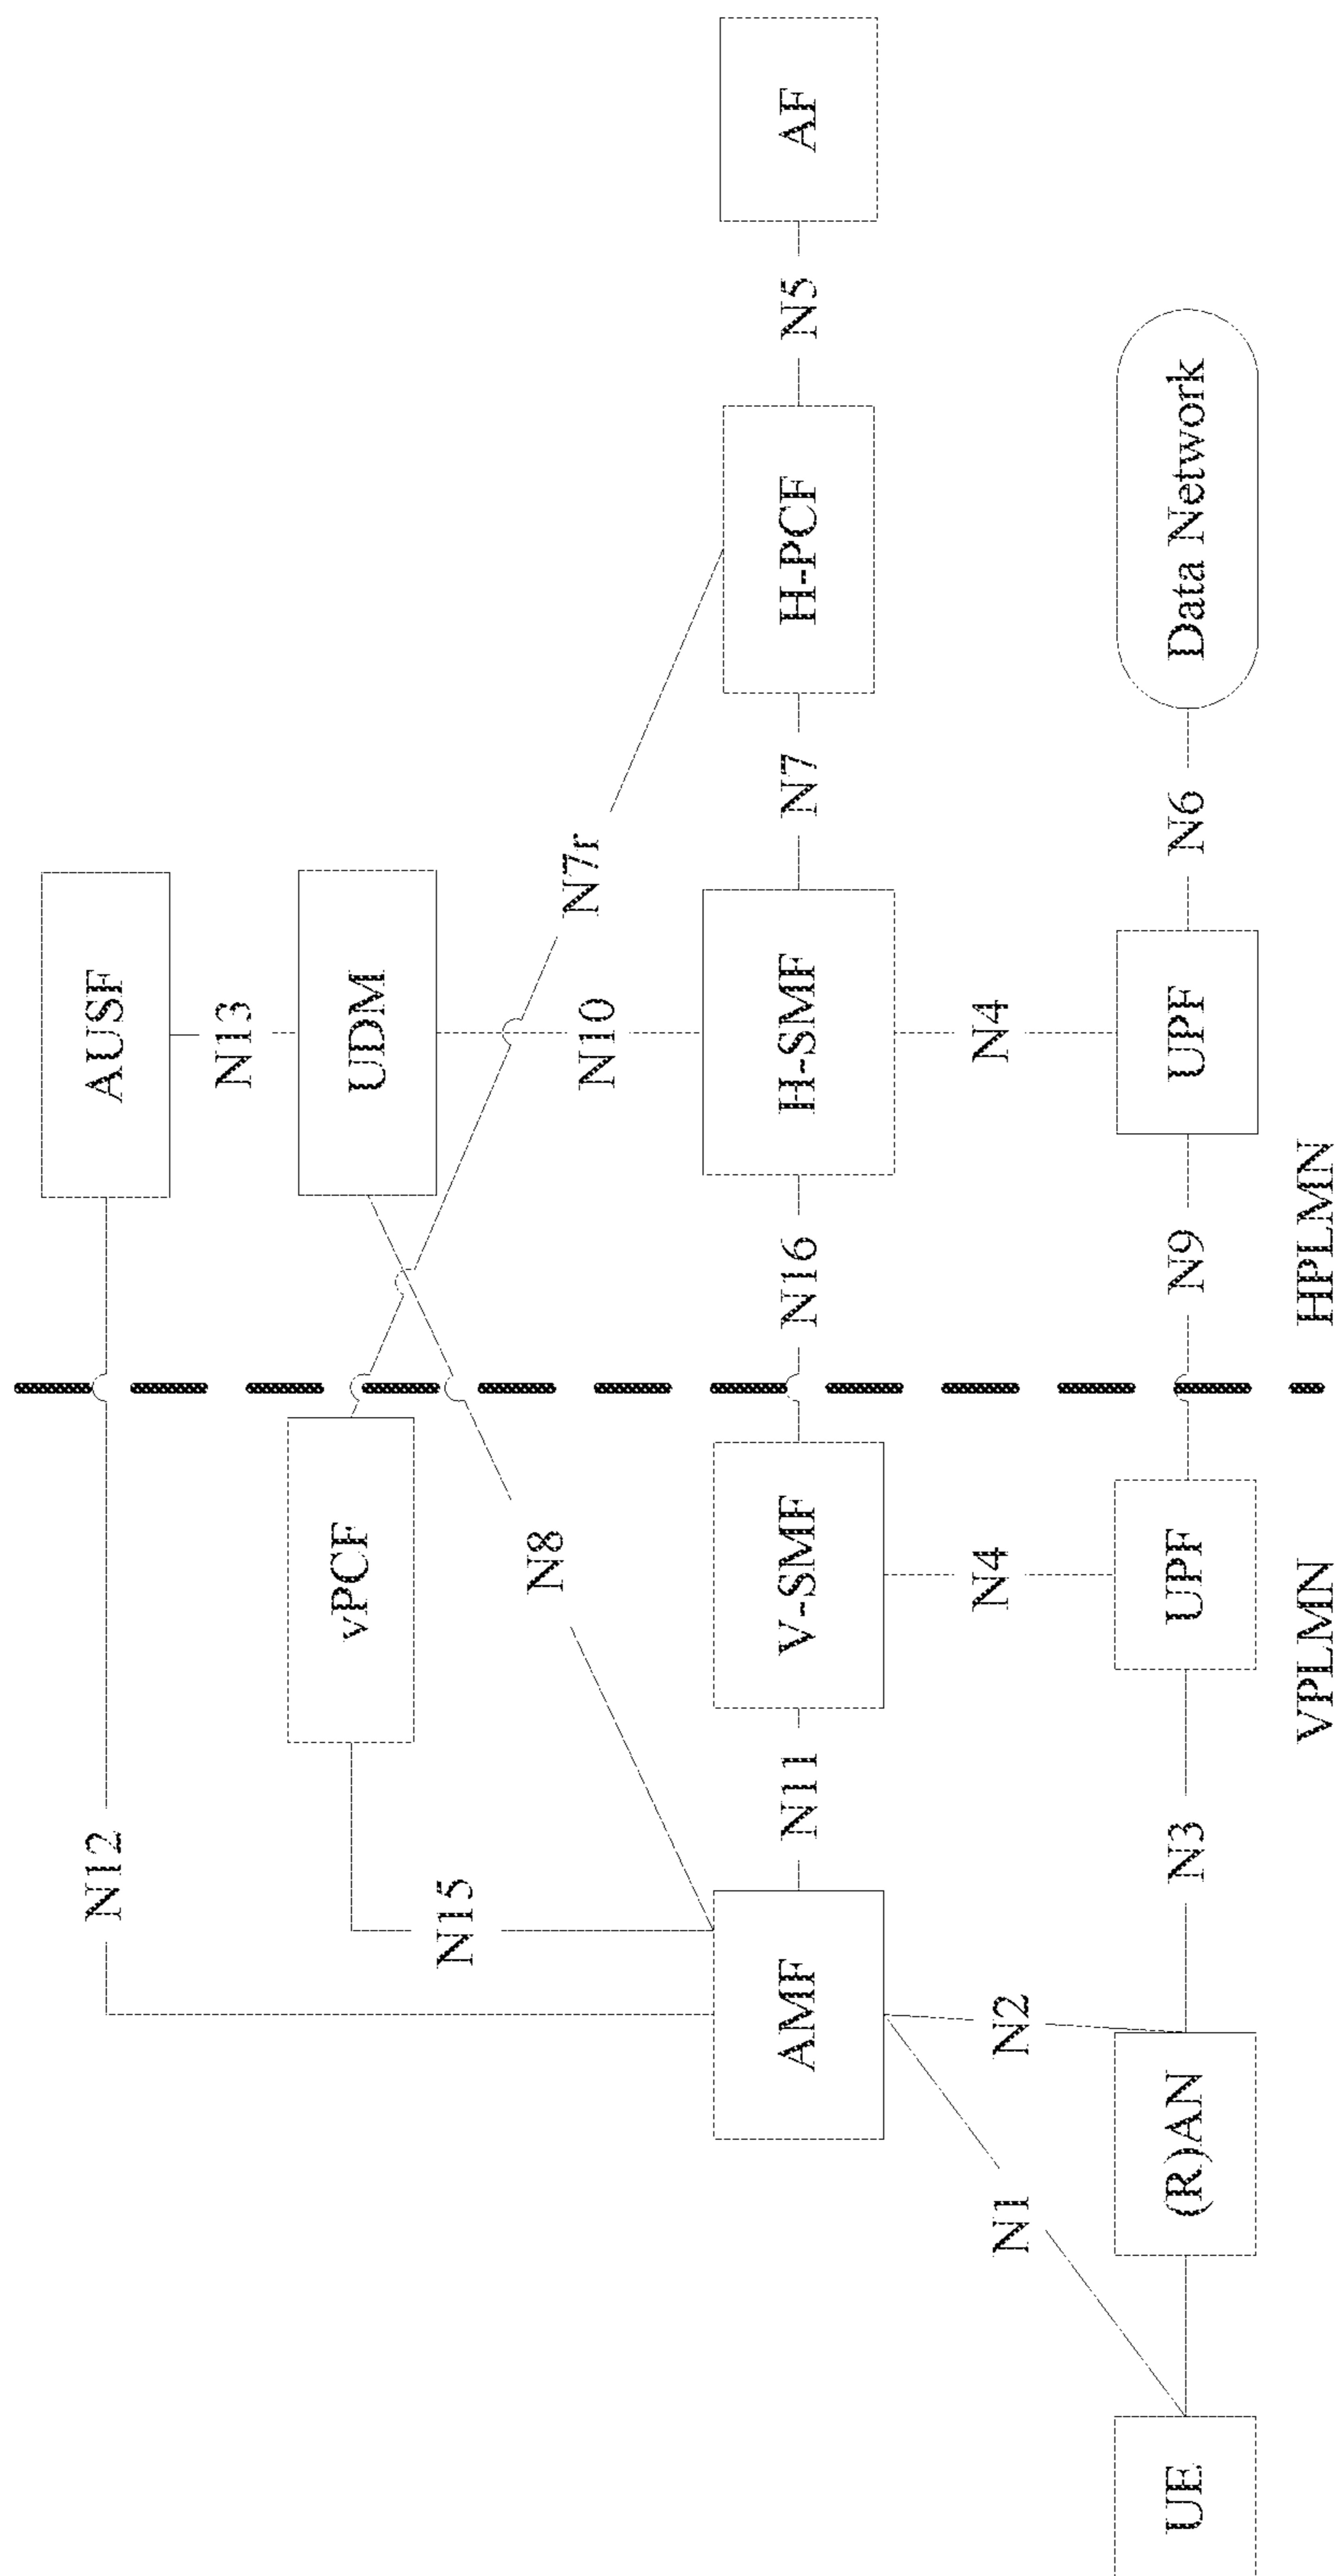 AUSF
N12
N13
vPCF
UDM
N15
N8
N7r
N10
AMF
N11
V-SMF
N16
H-SMF
N7
H-PCF
N5
AF
N1
N2
N4
N4
UE
(R)AN
N3
UPF
N9
UPF
N6
Data Network
VPLMN
HPLMN